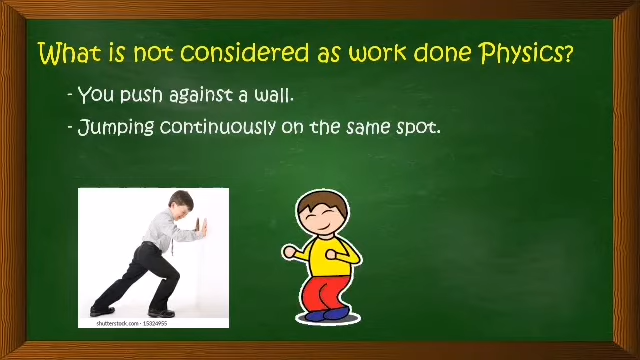 What is not considered as work done Physics?
- You push against a wall.
- Jumping continuously on the same spot.
shutterstock.com · 15324955